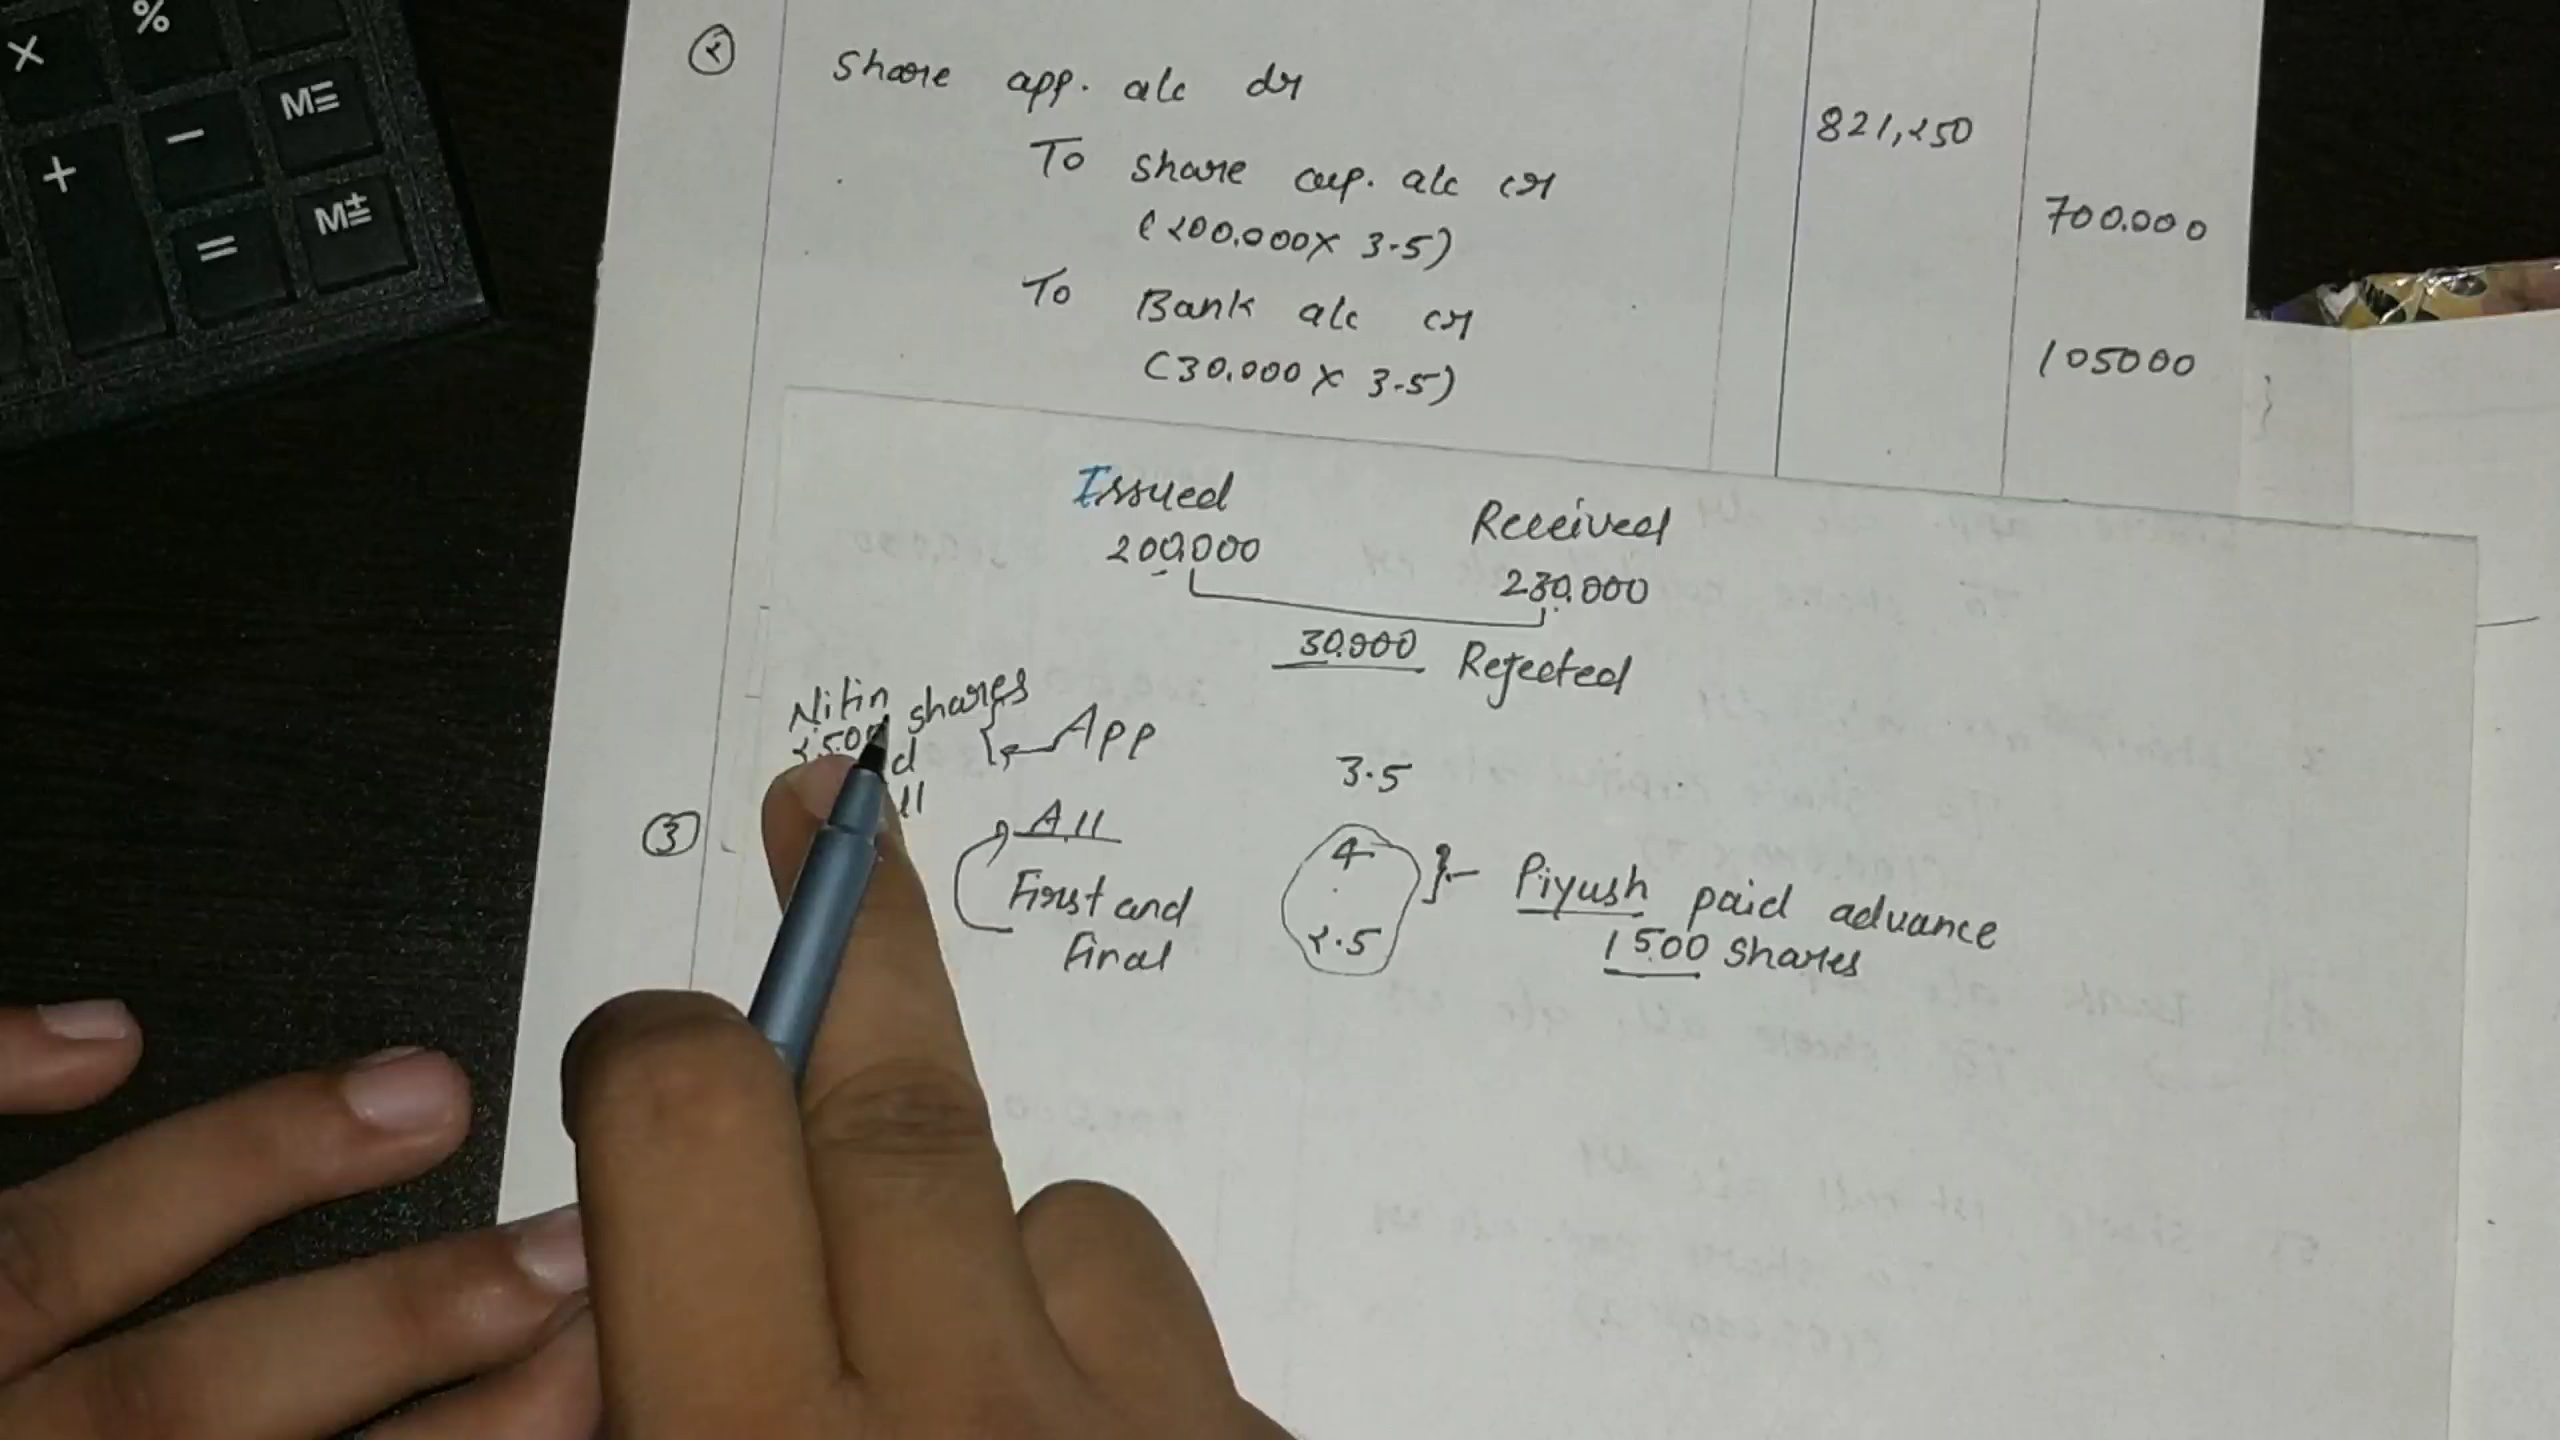 ×
%
+
−
M=
=
M±
2
Share app. a/c dr
821,250
To share cap. a/c cr
700.000
(200.000× 3.5)
To Bank a/c cr
105000
(30.000× 3.5)
Issued
Received
200.000
230.000
30.000 Rejected
Nitin shares
App
3.5
3
All
4
First and
Final
2.5
Piyush paid advance
1500 shares